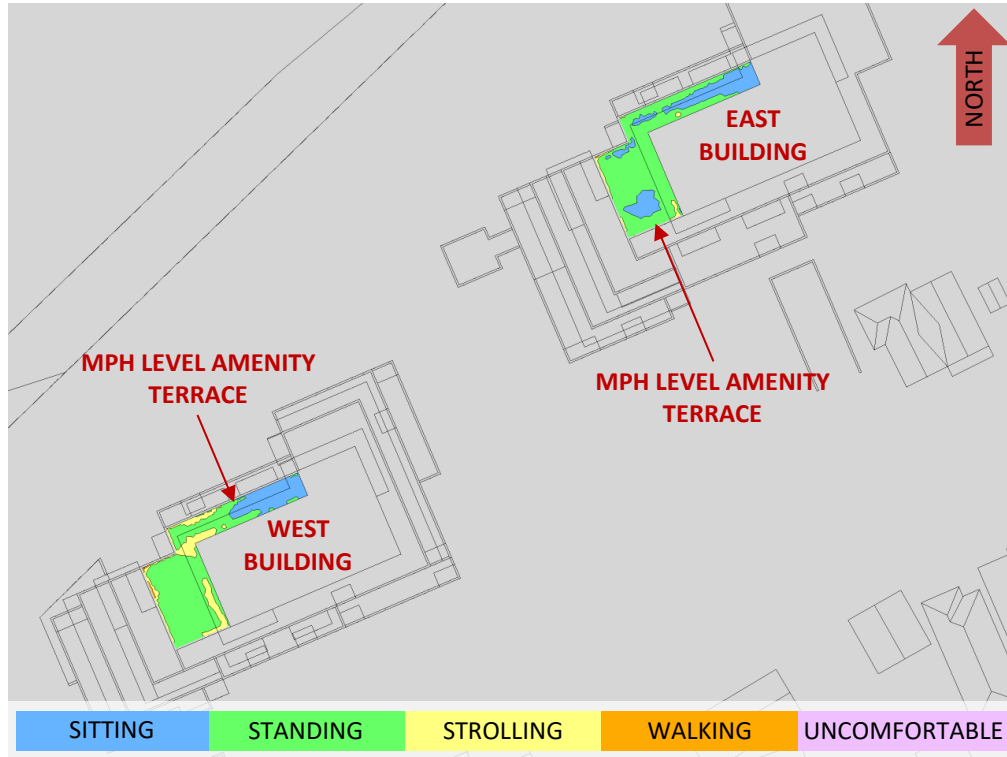 NORTH
EAST
BUILDING
MPH LEVEL AMENITY
TERRACE
MPH LEVEL AMENITY
TERRACE
WEST
BUILDING
SITTING
STANDING
STROLLING
WALKING
UNCOMFORTABLE